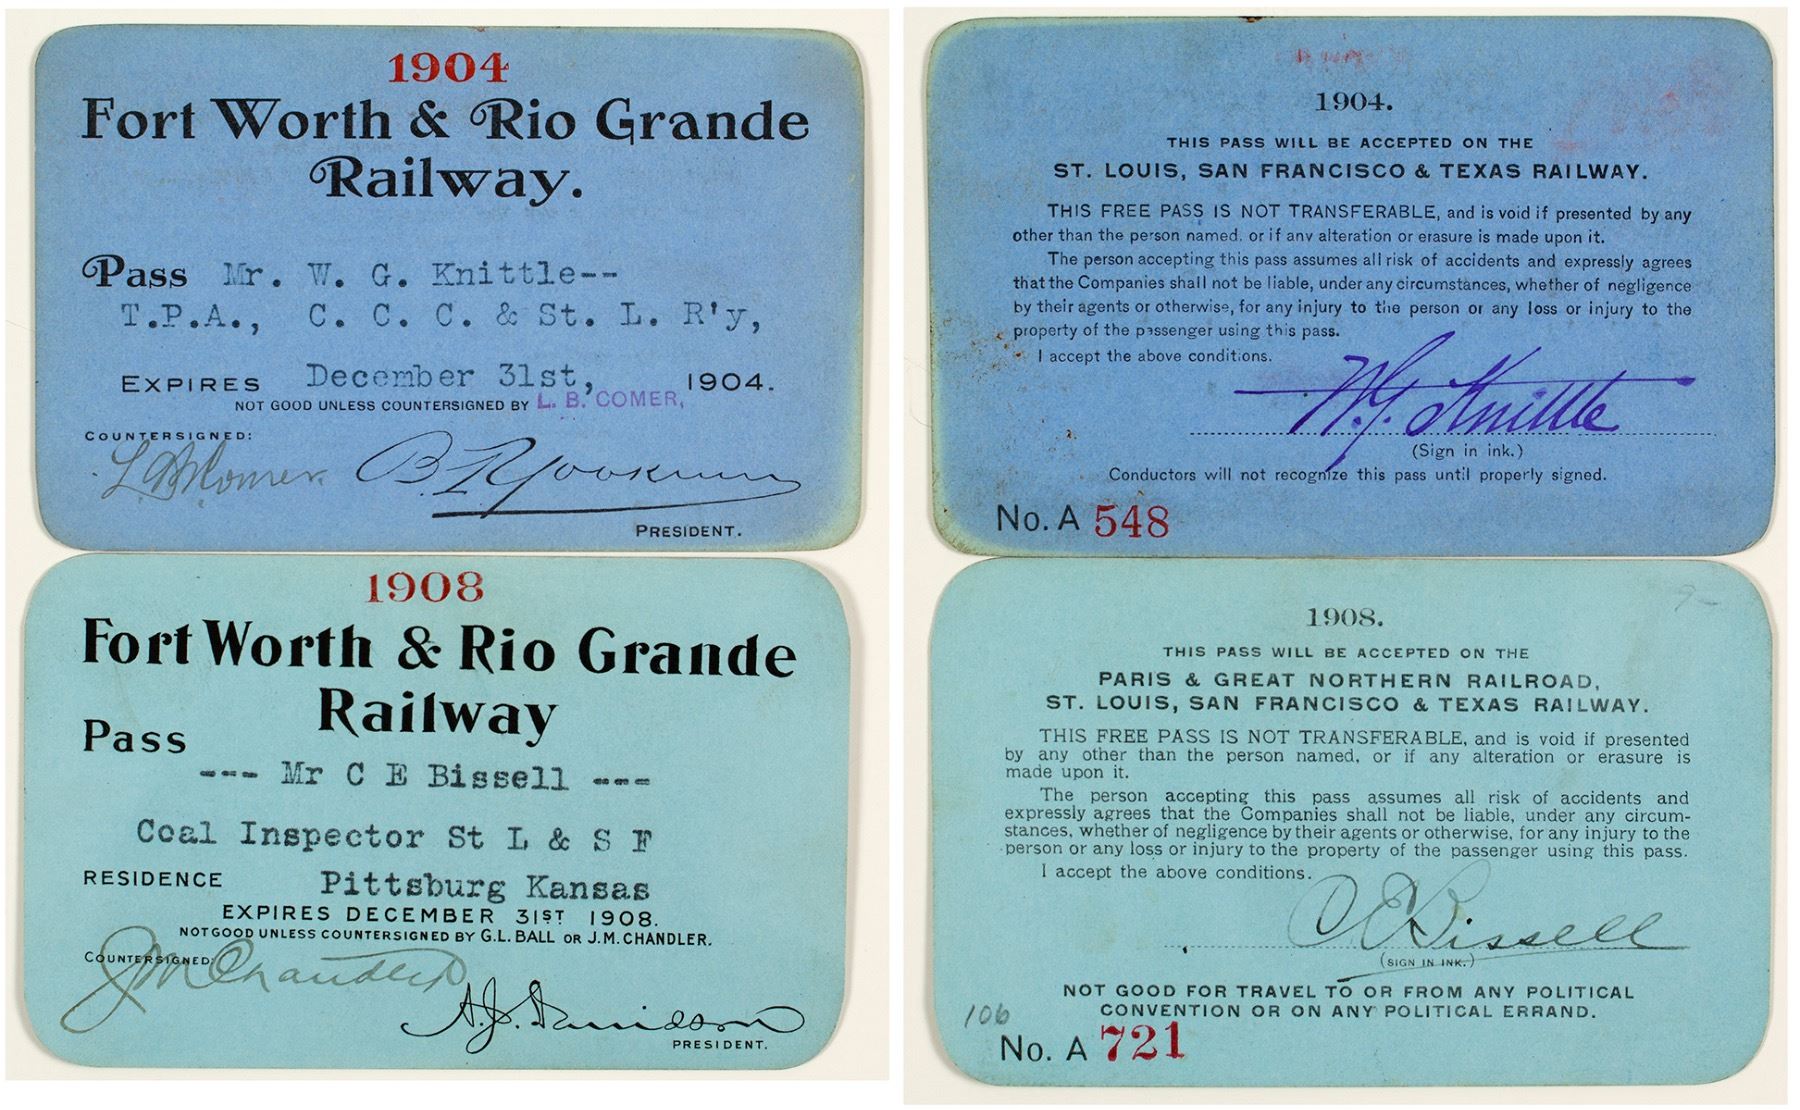 1904
Fort Worth & Rio Grande
Railway.
Pass Mr. W. G. Knittle--
T.P.A., C. C. C. & St. L. R'y,
EXPIRES December 31st, 1904.
NOT GOOD UNLESS COUNTERSIGNED BY L. B. COMER,
COUNTERSIGNED:
L B Comer B. F. Yoakum
PRESIDENT.
1908
Fort Worth & Rio Grande
Railway
Pass
--- Mr C E Bissell ---
Coal Inspector St L & S F
RESIDENCE Pittsburg Kansas
EXPIRES DECEMBER 31ST 1908.
NOT GOOD UNLESS COUNTERSIGNED BY G.L. BALL OR J.M. CHANDLER.
COUNTERSIGNED:
J M Chandler
A. J. Davidson
PRESIDENT.
1904.
THIS PASS WILL BE ACCEPTED ON THE
ST. LOUIS, SAN FRANCISCO & TEXAS RAILWAY.
THIS FREE PASS IS NOT TRANSFERABLE, and is void if presented by any
other than the person named, or if any alteration or erasure is made upon it.
The person accepting this pass assumes all risk of accidents and expressly agrees
that the Companies shall not be liable, under any circumstances, whether of negligence
by their agents or otherwise, for any injury to the person or any loss or injury to the
property of the passenger using this pass.
I accept the above conditions.
W. G. Knittle
(Sign in ink.)
Conductors will not recognize this pass until properly signed.
No. A 548
1908.
THIS PASS WILL BE ACCEPTED ON THE
PARIS & GREAT NORTHERN RAILROAD,
ST. LOUIS, SAN FRANCISCO & TEXAS RAILWAY.
THIS FREE PASS IS NOT TRANSFERABLE, and is void if presented
by any other than the person named, or if any alteration or erasure is
made upon it.
The person accepting this pass assumes all risk of accidents and
expressly agrees that the Companies shall not be liable, under any circum-
stances, whether of negligence by their agents or otherwise, for any injury to the
person or any loss or injury to the property of the passenger using this pass.
I accept the above conditions.
C E Bissell
(SIGN IN INK.)
NOT GOOD FOR TRAVEL TO OR FROM ANY POLITICAL
CONVENTION OR ON ANY POLITICAL ERRAND.
106
No. A 721